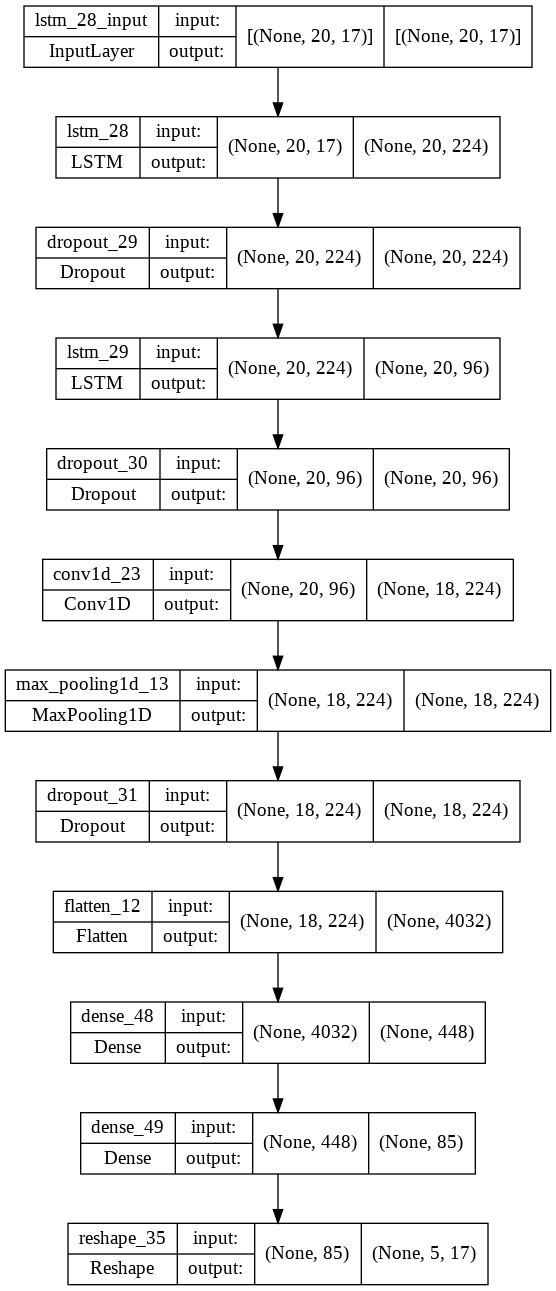 lstm_28_input input: [(None, 20, 17)] [(None, 20, 17)]
InputLayer output:
lstm_28 input: (None, 20, 17) (None, 20, 224)
LSTM output:
dropout_29 input: (None, 20, 224) (None, 20, 224)
Dropout output:
lstm_29 input: (None, 20, 224) (None, 20, 96)
LSTM output:
dropout_30 input: (None, 20, 96) (None, 20, 96)
Dropout output:
conv1d_23 input: (None, 20, 96) (None, 18, 224)
Conv1D output:
max_pooling1d_13 input: (None, 18, 224) (None, 18, 224)
MaxPooling1D output:
dropout_31 input: (None, 18, 224) (None, 18, 224)
Dropout output:
flatten_12 input: (None, 18, 224) (None, 4032)
Flatten output:
dense_48 input: (None, 4032) (None, 448)
Dense output:
dense_49 input: (None, 448) (None, 85)
Dense output:
reshape_35 input: (None, 85) (None, 5, 17)
Reshape output: